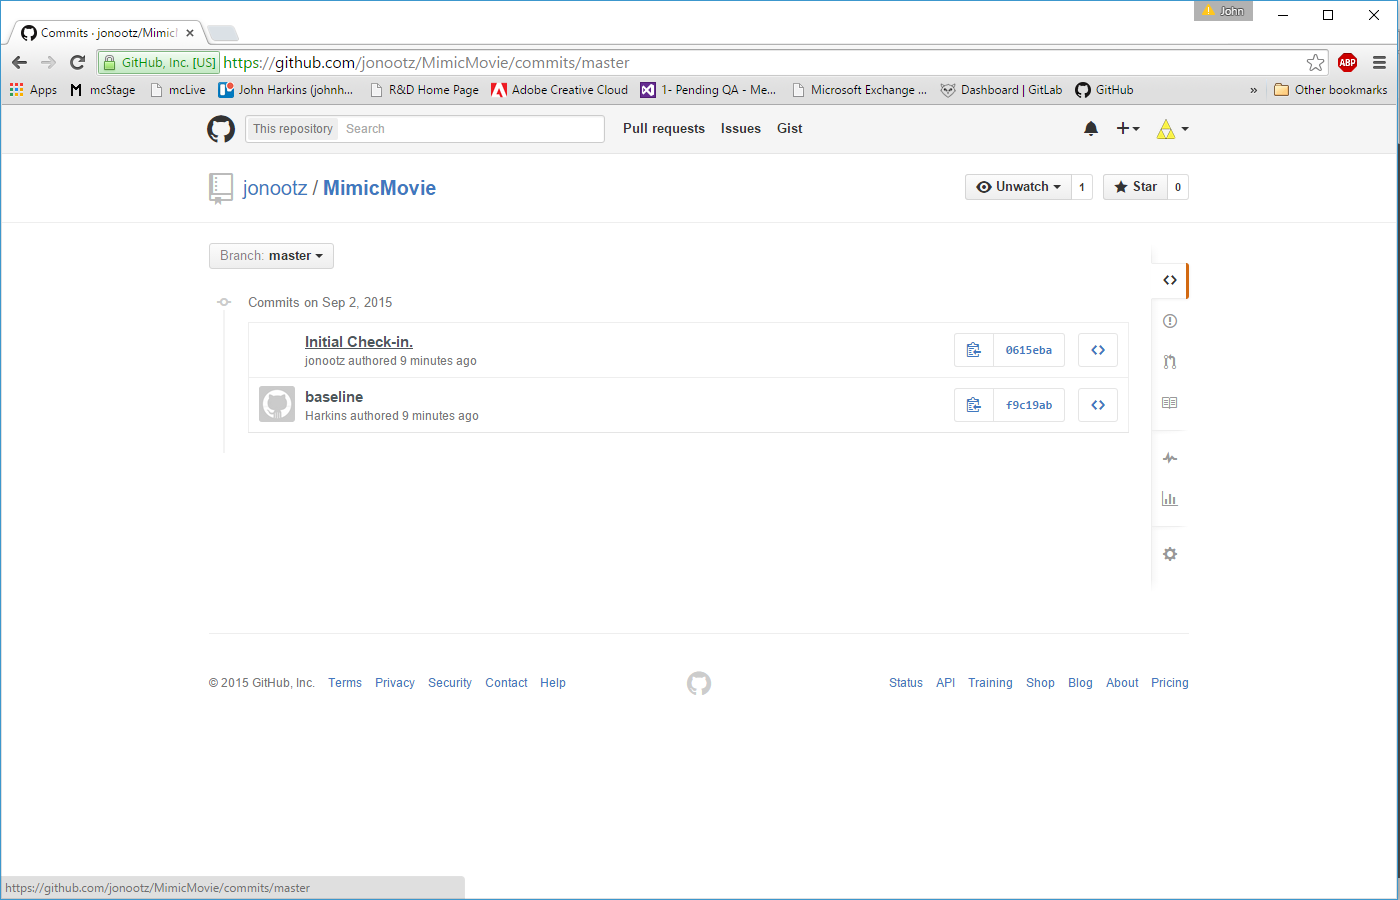 John
Commits · jonootz/Mimicl
GitHub, Inc. [US] https://github.com/jonootz/MimicMovie/commits/master
ABP
Apps mcStage mcLive John Harkins (johnh... R&D Home Page Adobe Creative Cloud 1- Pending QA - Me... Microsoft Exchange ... Dashboard | GitLab GitHub » Other bookmarks
This repository Search Pull requests Issues Gist
jonootz / MimicMovie Unwatch 1 Star 0
Branch: master
Commits on Sep 2, 2015
Initial Check-in.
jonootz authored 9 minutes ago
0615eba
baseline
Harkins authored 9 minutes ago
f9c19ab
© 2015 GitHub, Inc. Terms Privacy Security Contact Help Status API Training Shop Blog About Pricing
https://github.com/jonootz/MimicMovie/commits/master